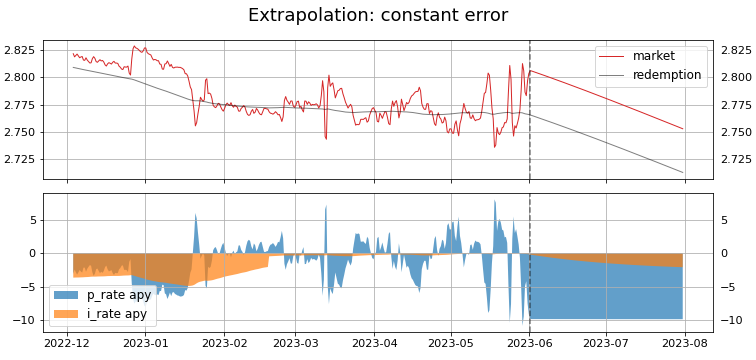 Extrapolation: constant error
2.825 2.825
2.800 2.800
2.775 2.775
2.750 2.750
2.725 2.725
market
redemption
5 5
0 0
−5 −5
−10 −10
p_rate apy
i_rate apy
2022-12 2023-01 2023-02 2023-03 2023-04 2023-05 2023-06 2023-07 2023-08